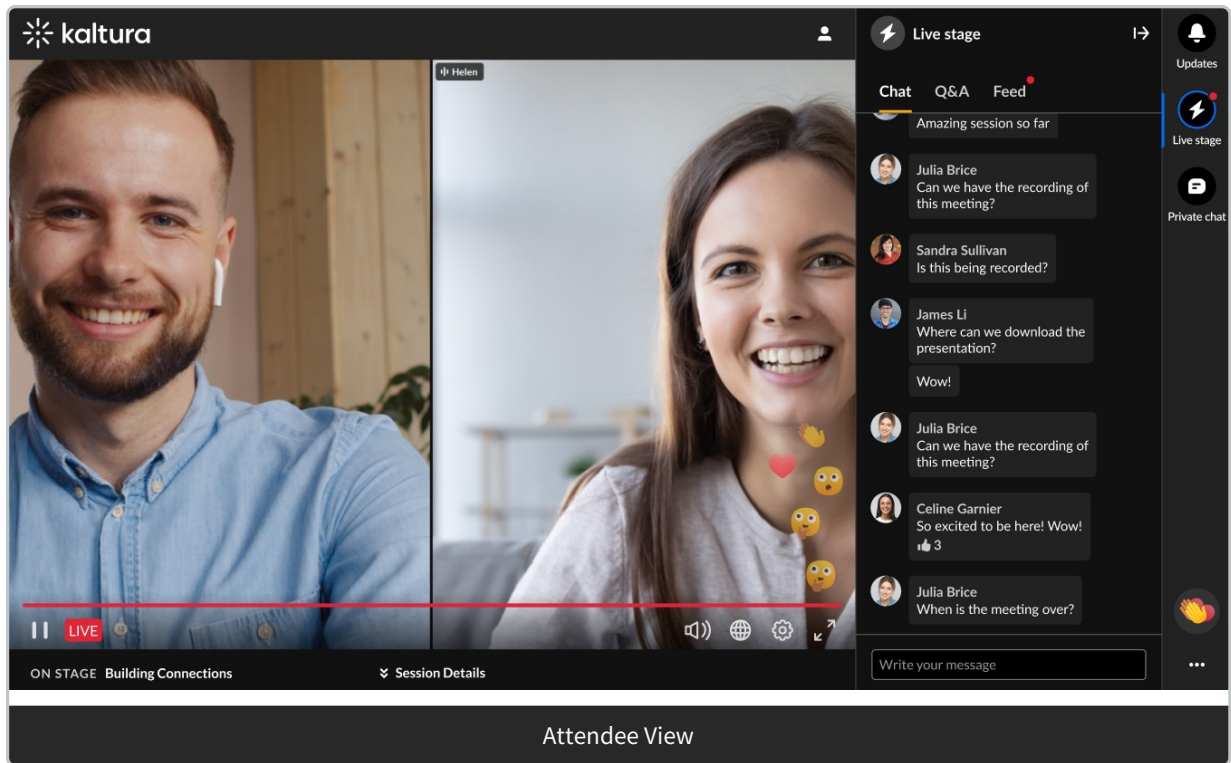 kaltura
Helen
LIVE
ON STAGE Building Connections
Session Details
Live stage
Chat Q&A Feed
Amazing session so far
Julia Brice
Can we have the recording of
this meeting?
Sandra Sullivan
Is this being recorded?
James Li
Where can we download the
presentation?
Wow!
Julia Brice
Can we have the recording of
this meeting?
Celine Garnier
So excited to be here! Wow!
3
Julia Brice
When is the meeting over?
Write your message
Updates
Live stage
Private chat
Attendee View